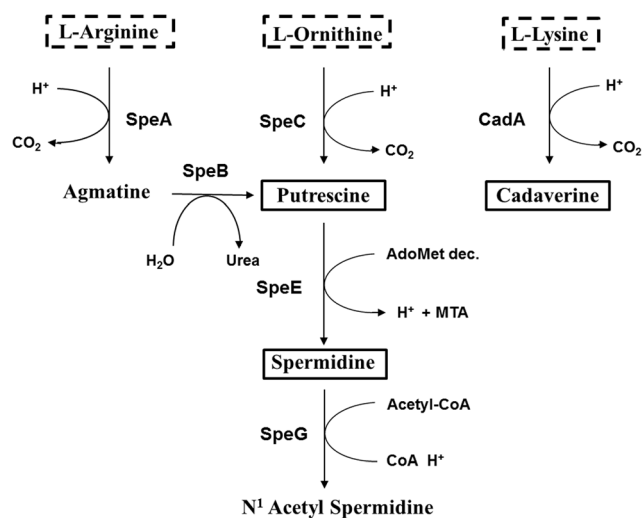 L-Arginine L-Ornithine L-Lysine
H⁺ H⁺ H⁺
SpeA SpeC CadA
CO₂ CO₂ CO₂
SpeB
Agmatine Putrescine Cadaverine
H₂O Urea AdoMet dec.
SpeE
H⁺ + MTA
Spermidine
Acetyl-CoA
SpeG
CoA H⁺
N¹ Acetyl Spermidine